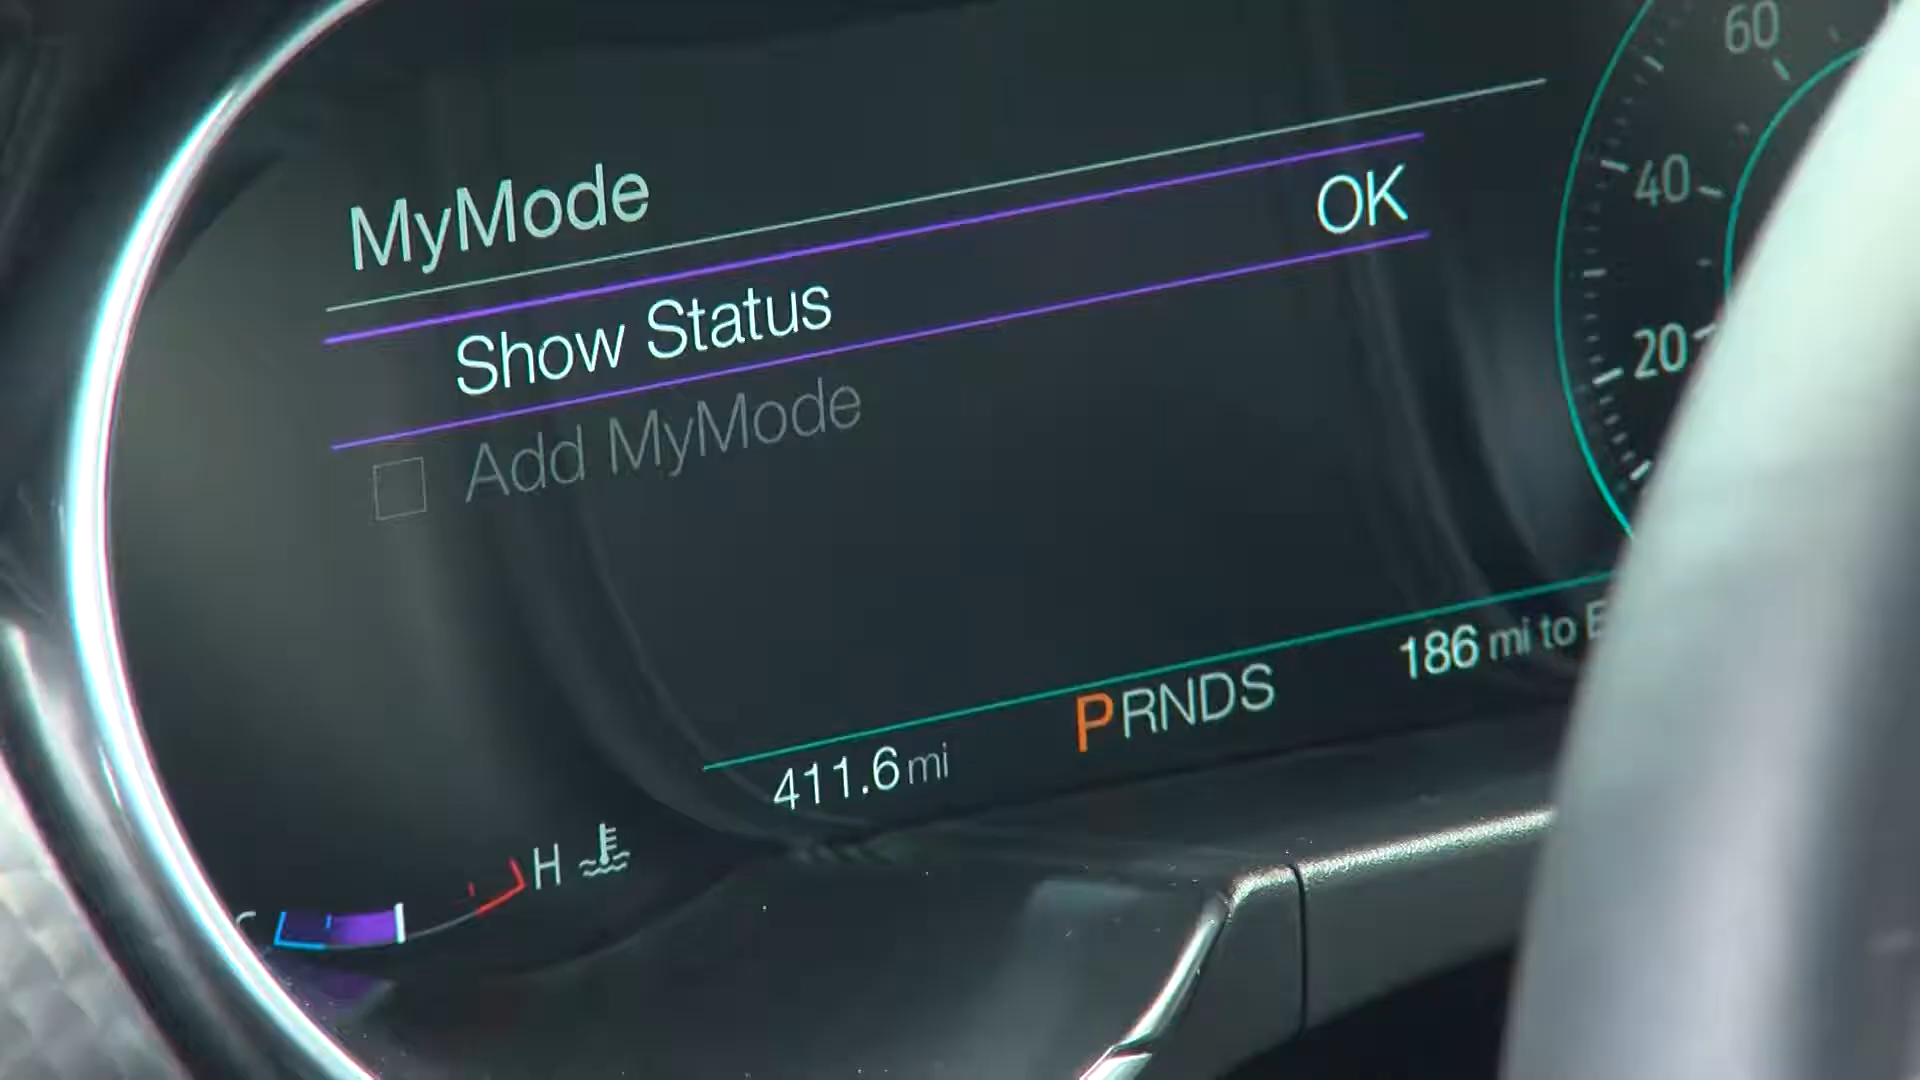 60
MyMode
OK
40
Show Status
20
Add MyMode
186 mi to
PRNDS
411.6 mi
H